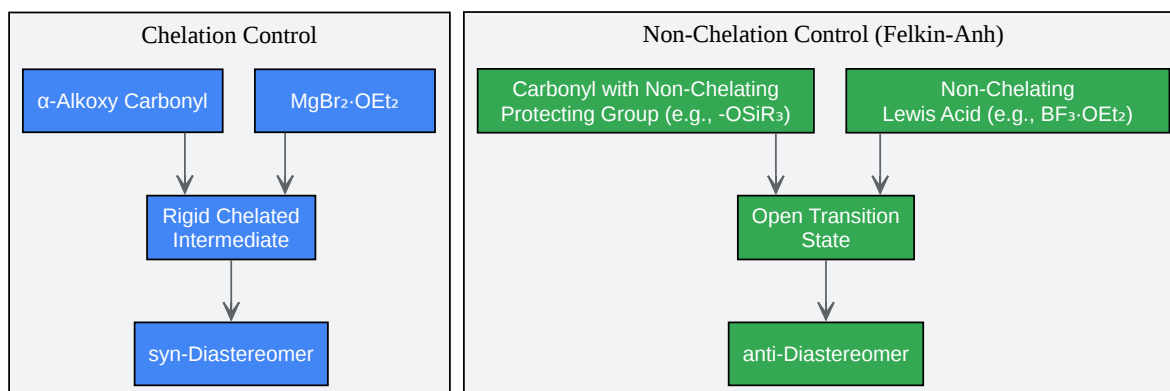 Chelation Control
α-Alkoxy Carbonyl
MgBr₂·OEt₂
Rigid Chelated
Intermediate
syn-Diastereomer
Non-Chelation Control (Felkin-Anh)
Carbonyl with Non-Chelating
Protecting Group (e.g., -OSiR₃)
Non-Chelating
Lewis Acid (e.g., BF₃·OEt₂)
Open Transition
State
anti-Diastereomer